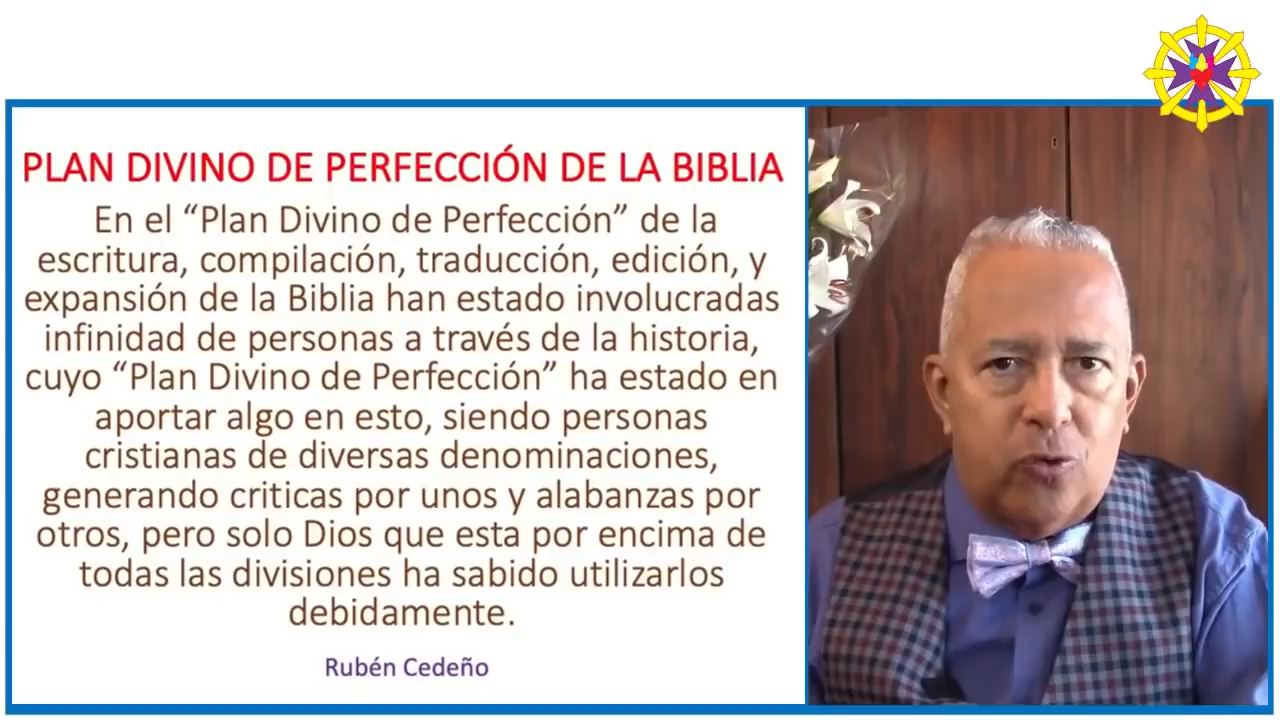 PLAN DIVINO DE PERFECCIÓN DE LA BIBLIA
En el “Plan Divino de Perfección” de la
escritura, compilación, traducción, edición, y
expansión de la Biblia han estado involucradas
infinidad de personas a través de la historia,
cuyo “Plan Divino de Perfección” ha estado en
aportar algo en esto, siendo personas
cristianas de diversas denominaciones,
generando criticas por unos y alabanzas por
otros, pero solo Dios que esta por encima de
todas las divisiones ha sabido utilizarlos
debidamente.
Rubén Cedeño